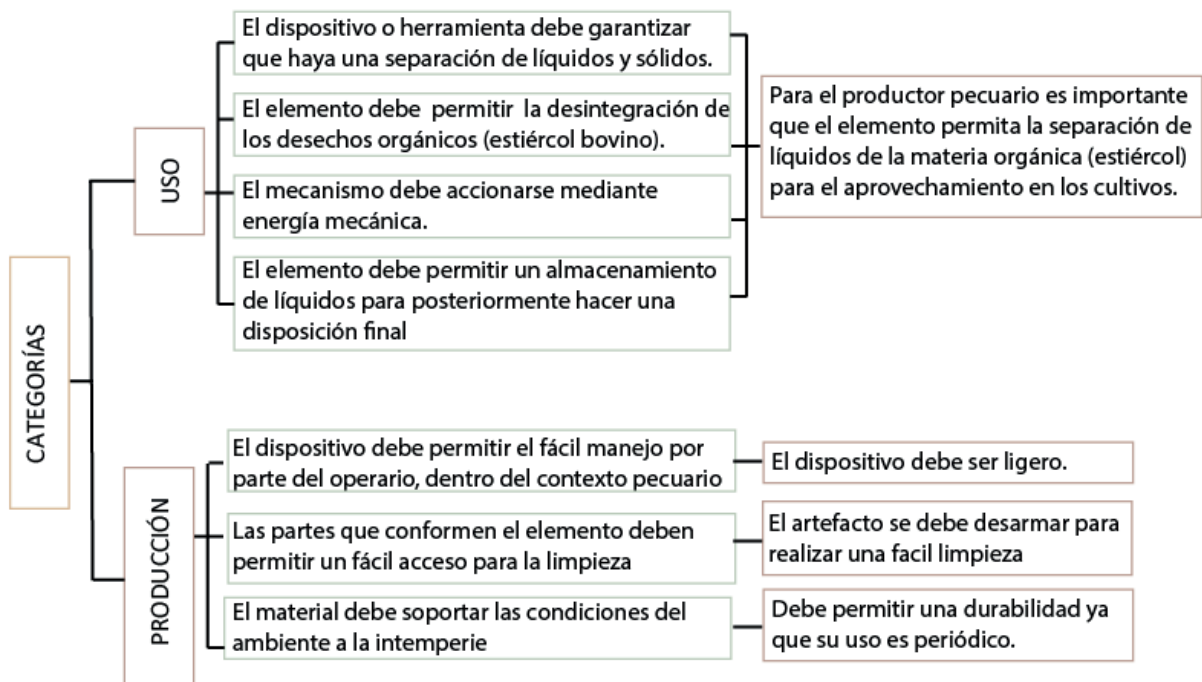 CATEGORÍAS
USO
El dispositivo o herramienta debe garantizar
que haya una separación de líquidos y sólidos.
El elemento debe permitir la desintegración de
los desechos orgánicos (estiércol bovino).
El mecanismo debe accionarse mediante
energía mecánica.
El elemento debe permitir un almacenamiento
de líquidos para posteriormente hacer una
disposición final
Para el productor pecuario es importante
que el elemento permita la separación de
líquidos de la materia orgánica (estiércol)
para el aprovechamiento en los cultivos.
PRODUCCIÓN
El dispositivo debe permitir el fácil manejo por
parte del operario, dentro del contexto pecuario
El dispositivo debe ser ligero.
Las partes que conformen el elemento deben
permitir un fácil acceso para la limpieza
El artefacto se debe desarmar para
realizar una facil limpieza
El material debe soportar las condiciones del
ambiente a la intemperie
Debe permitir una durabilidad ya
que su uso es periódico.